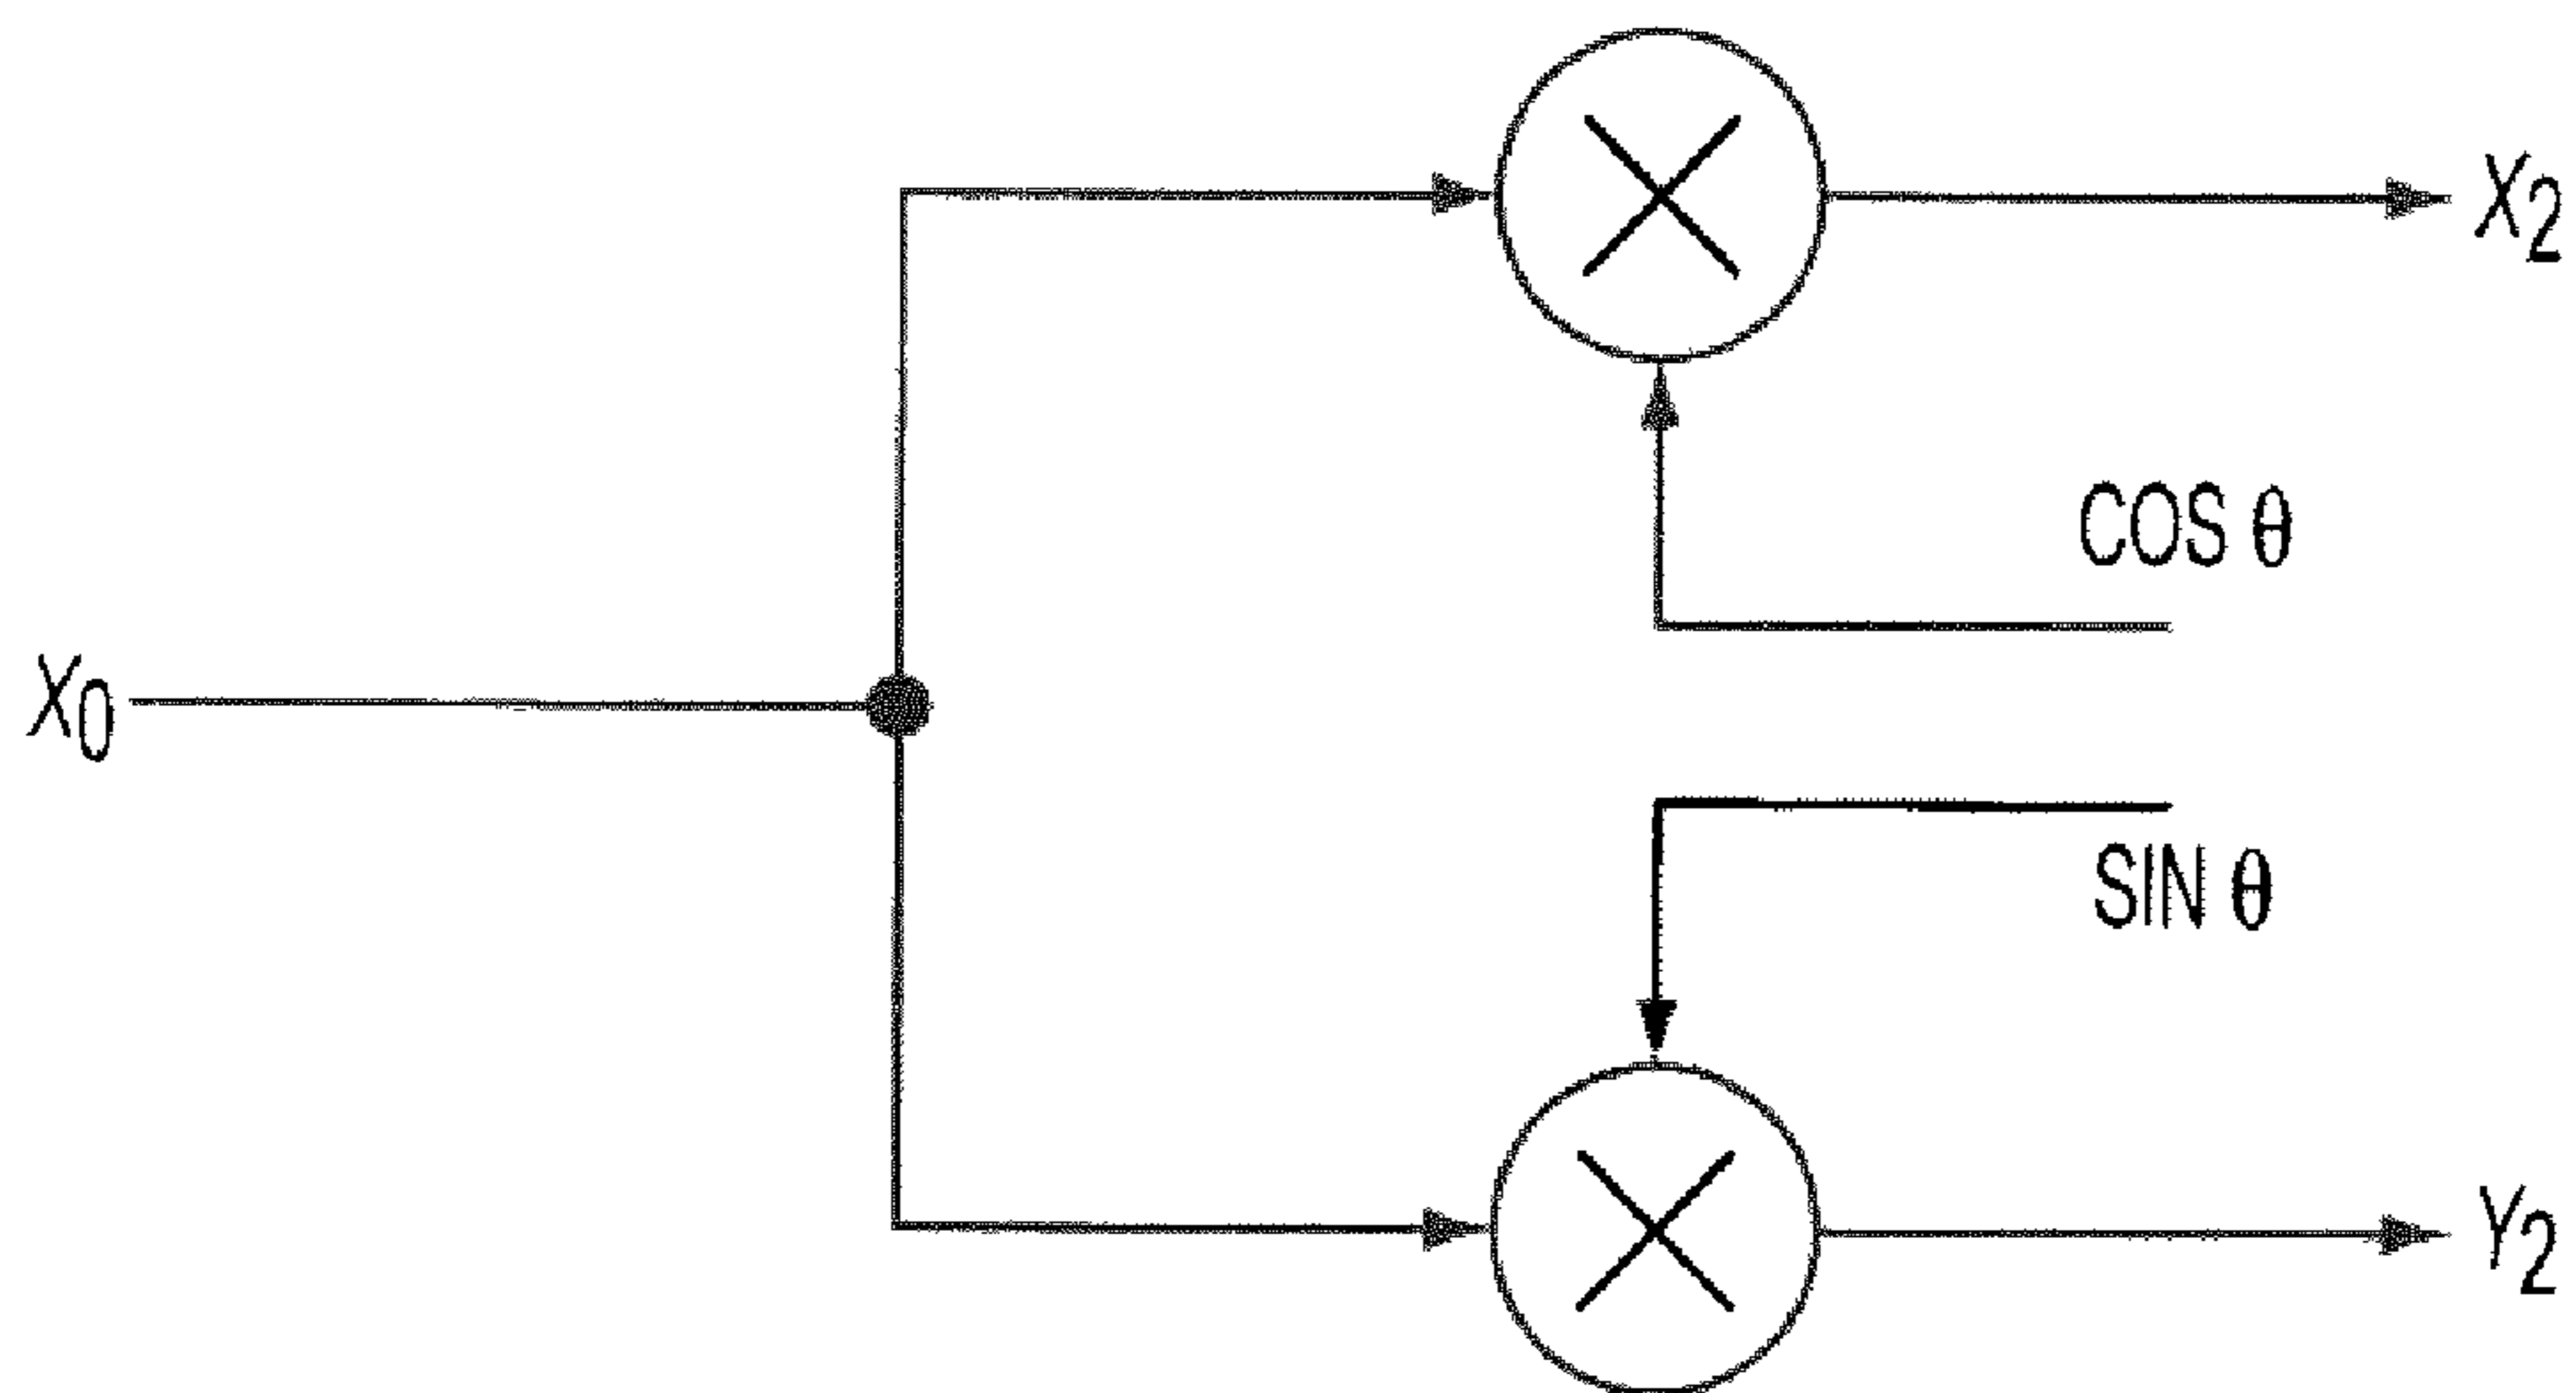 X2
COS θ
X0
SIN θ
Y2